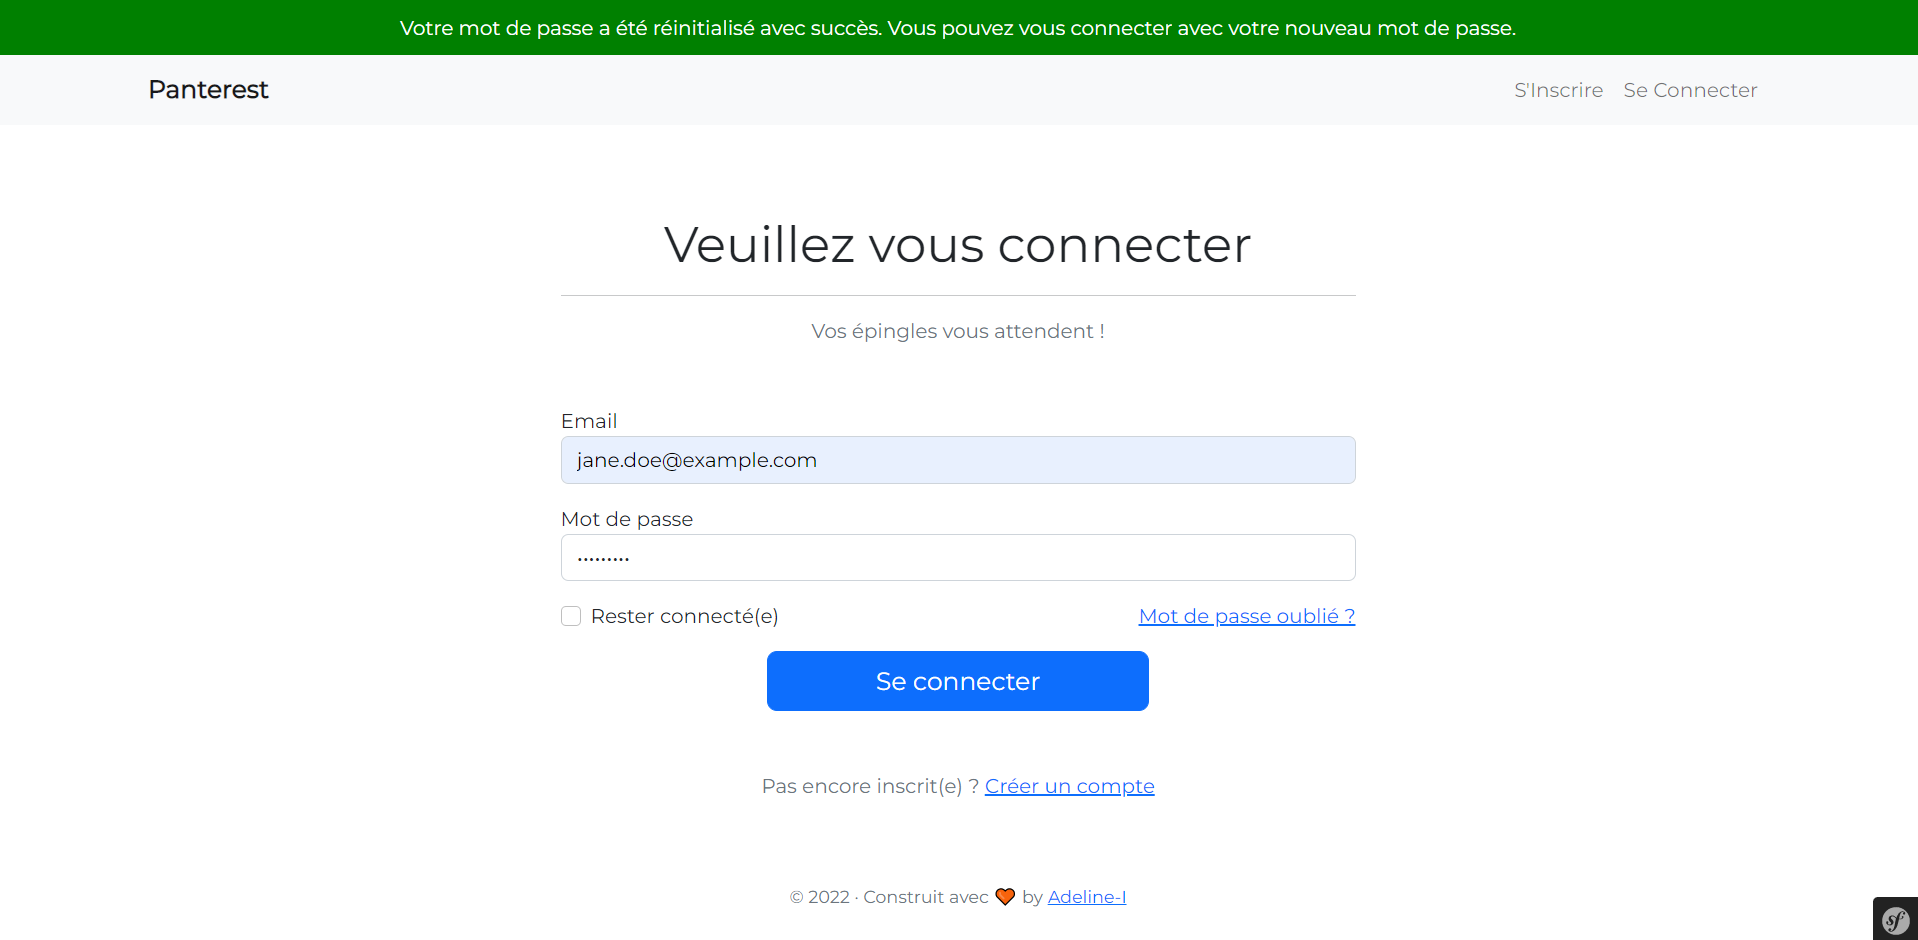 Votre mot de passe a été réinitialisé avec succès. Vous pouvez vous connecter avec votre nouveau mot de passe.
Panterest
S'Inscrire Se Connecter
Veuillez vous connecter
Vos épingles vous attendent !
Email
jane.doe@example.com
Mot de passe
•••••••••
Rester connecté(e) Mot de passe oublié ?
Se connecter
Pas encore inscrit(e) ? Créer un compte
© 2022 · Construit avec 🧡 by Adeline-I
sf